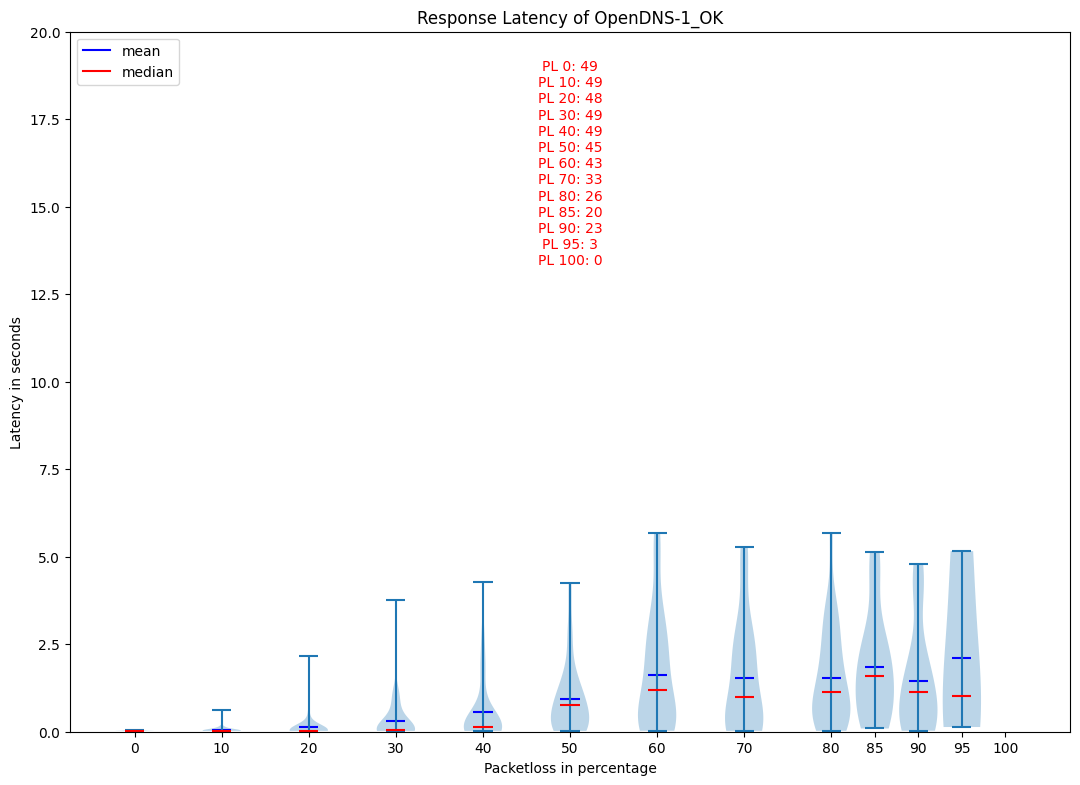 Response Latency of OpenDNS-1_OK
mean
median
PL 0: 49
PL 10: 49
PL 20: 48
PL 30: 49
PL 40: 49
PL 50: 45
PL 60: 43
PL 70: 33
PL 80: 26
PL 85: 20
PL 90: 23
PL 95: 3
PL 100: 0
Latency in seconds
20.0
17.5
15.0
12.5
10.0
7.5
5.0
2.5
0.0
0 10 20 30 40 50 60 70 80 85 90 95 100
Packetloss in percentage